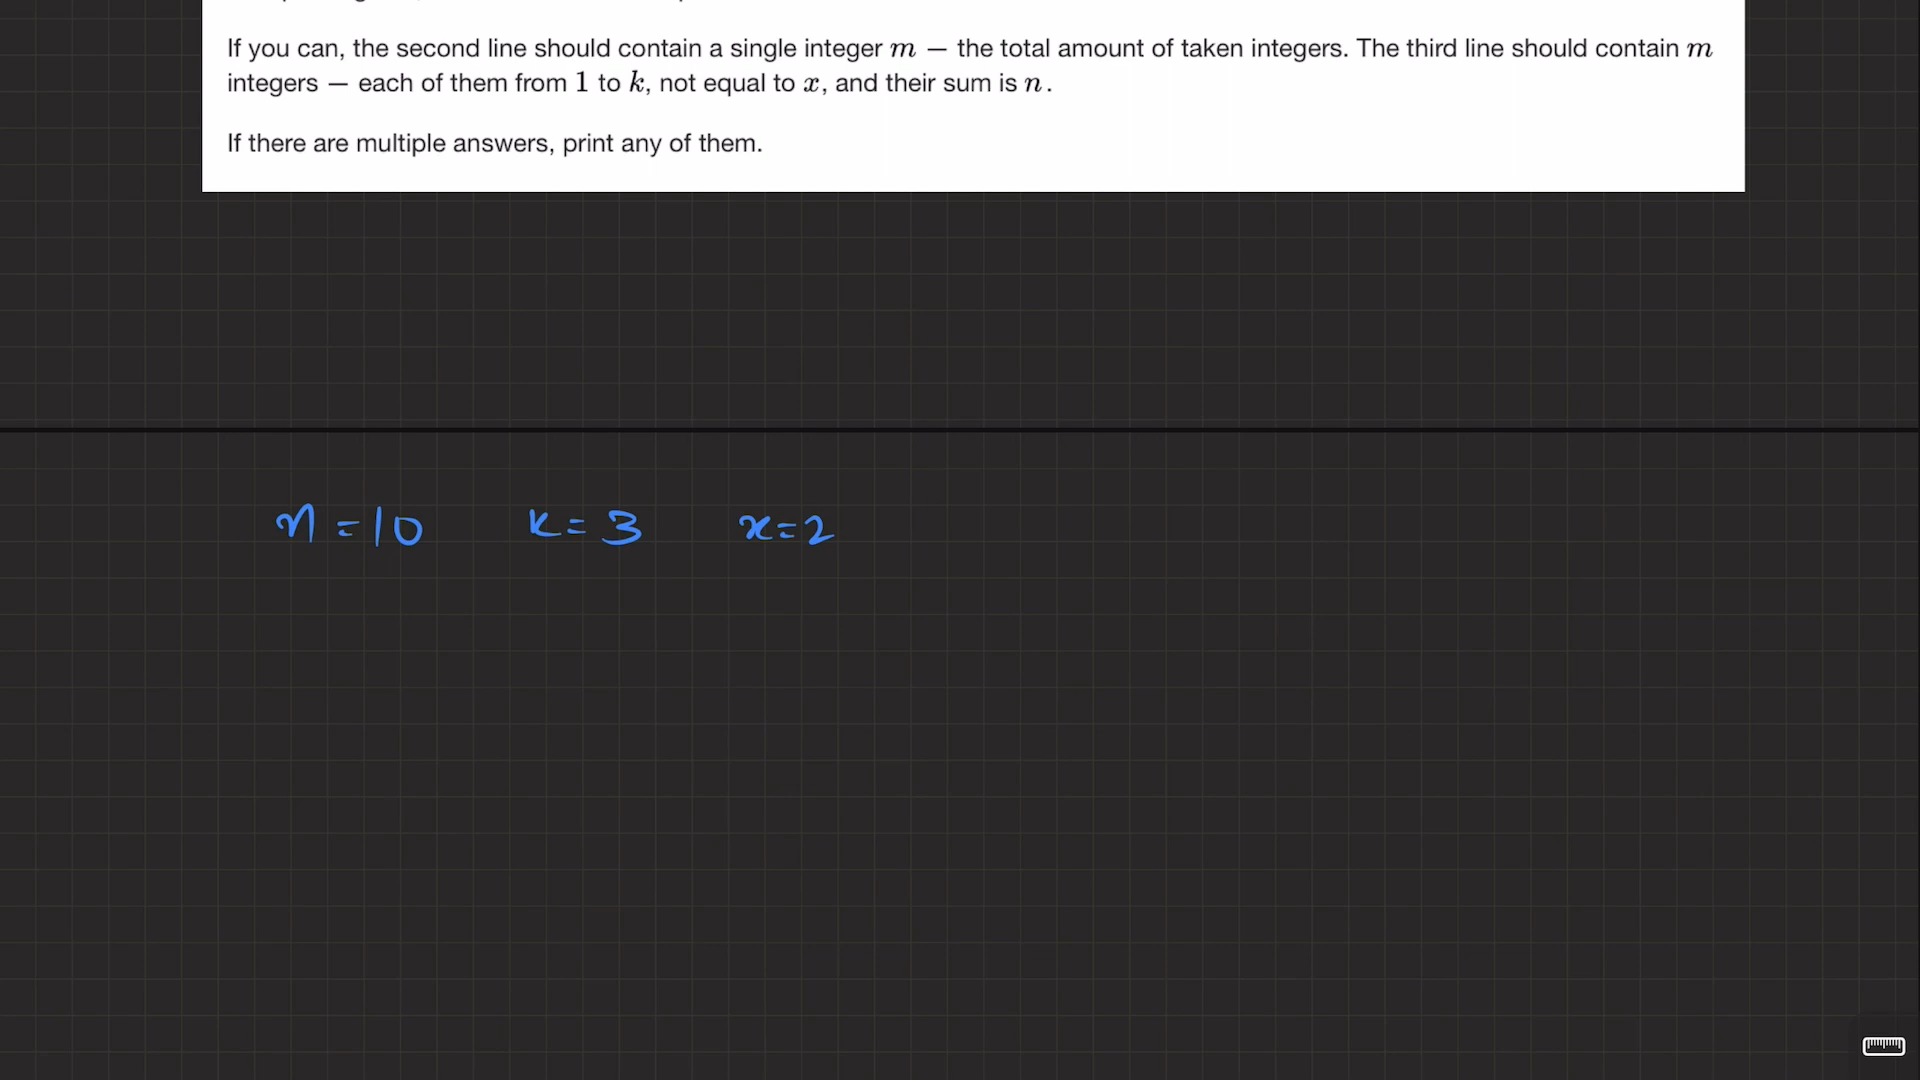 If you can, the second line should contain a single integer m — the total amount of taken integers. The third line should contain m
integers — each of them from 1 to k, not equal to x, and their sum is n.
If there are multiple answers, print any of them.
n = 10 k = 3 x = 2